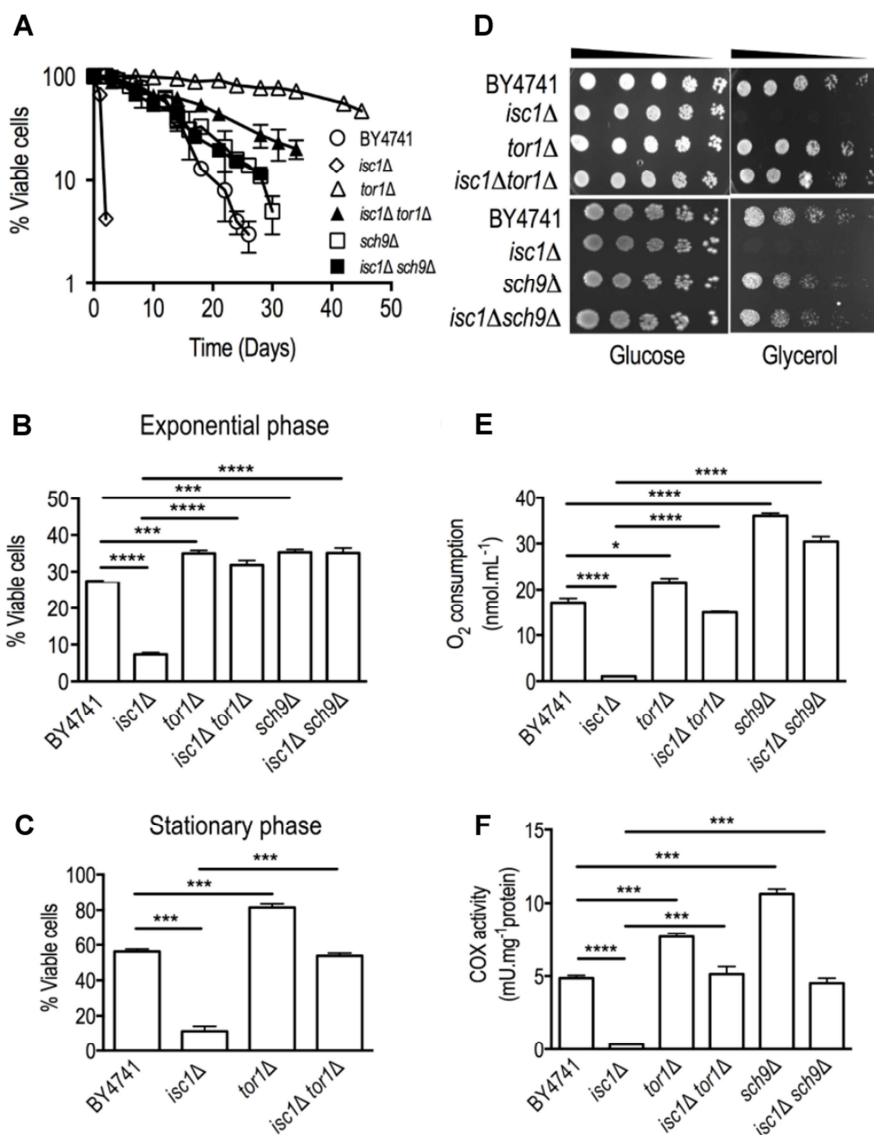 A
% Viable cells
100
10
1
0
10
20
30
40
50
Time (Days)
BY4741
isc1Δ
tor1Δ
isc1Δ tor1Δ
sch9Δ
isc1Δ sch9Δ
D
BY4741
isc1Δ
tor1Δ
isc1Δtor1Δ
BY4741
isc1Δ
sch9Δ
isc1Δsch9Δ
Glucose
Glycerol
B
Exponential phase
****
***
****
***
****
% Viable cells
50
40
30
20
10
0
BY4741
isc1Δ
tor1Δ
isc1Δ tor1Δ
sch9Δ
isc1Δ sch9Δ
E
****
****
****
*
****
O2 consumption
(nmol.mL⁻¹)
40
30
20
10
0
BY4741
isc1Δ
tor1Δ
isc1Δ tor1Δ
sch9Δ
isc1Δ sch9Δ
C
Stationary phase
***
***
***
% Viable cells
100
80
60
40
20
0
BY4741
isc1Δ
tor1Δ
isc1Δ tor1Δ
F
***
***
***
***
****
COX activity
(mU.mg⁻¹protein)
15
10
5
0
BY4741
isc1Δ
tor1Δ
isc1Δ tor1Δ
sch9Δ
isc1Δ sch9Δ